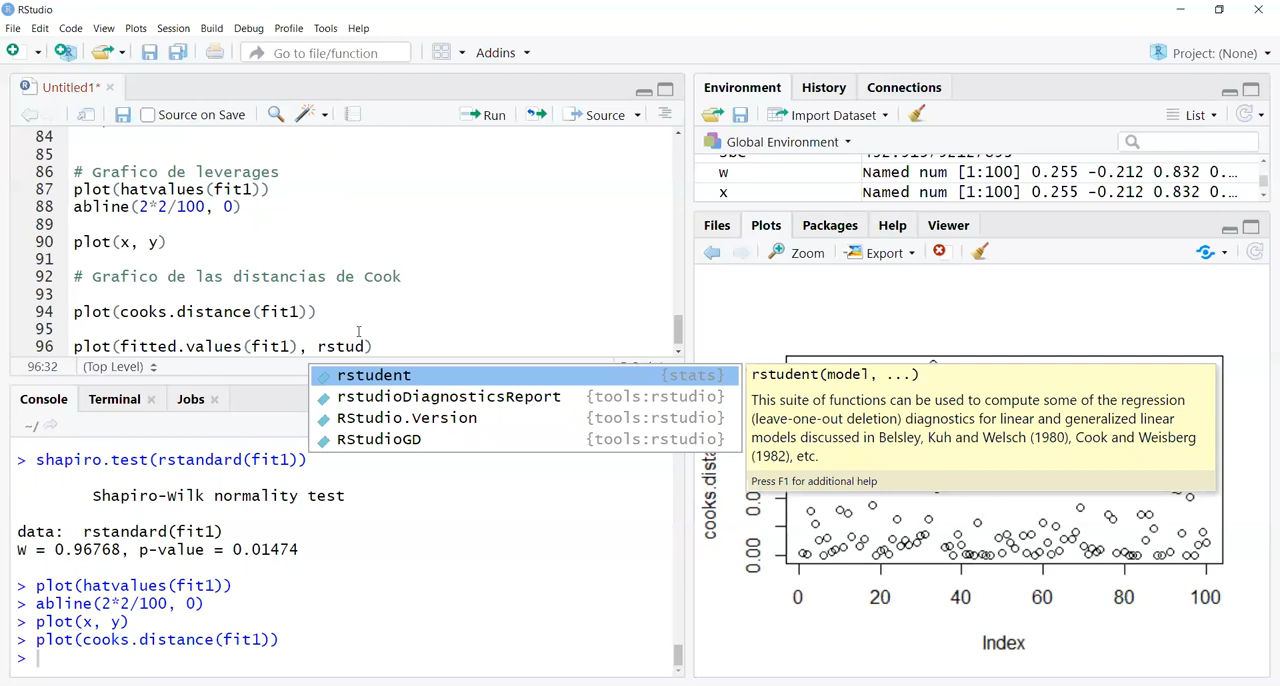 RStudio
File Edit Code View Plots Session Build Debug Profile Tools Help
Go to file/function
Addins
Project: (None)
Untitled1*
Source on Save
Run
Source
84
85
86 # Grafico de leverages
87 plot(hatvalues(fit1))
88 abline(2*2/100, 0)
89
90 plot(x, y)
91
92 # Grafico de las distancias de Cook
93
94 plot(cooks.distance(fit1))
95
96 plot(fitted.values(fit1), rstud)
96:32 (Top Level)
rstudent {stats}
rstudioDiagnosticsReport {tools:rstudio}
RStudio.Version {tools:rstudio}
RStudioGD {tools:rstudio}
rstudent(model, ...)
This suite of functions can be used to compute some of the regression
(leave-one-out deletion) diagnostics for linear and generalized linear
models discussed in Belsley, Kuh and Welsch (1980), Cook and Weisberg
(1982), etc.
Press F1 for additional help
Console Terminal Jobs
~/
> shapiro.test(rstandard(fit1))
Shapiro-Wilk normality test
data: rstandard(fit1)
W = 0.96768, p-value = 0.01474
> plot(hatvalues(fit1))
> abline(2*2/100, 0)
> plot(x, y)
> plot(cooks.distance(fit1))
>
Environment History Connections
Import Dataset
List
Global Environment
w Named num [1:100] 0.255 -0.212 0.832 0...
x Named num [1:100] 0.255 -0.212 0.832 0...
Files Plots Packages Help Viewer
Zoom Export
0.00
0 20 40 60 80 100
Index